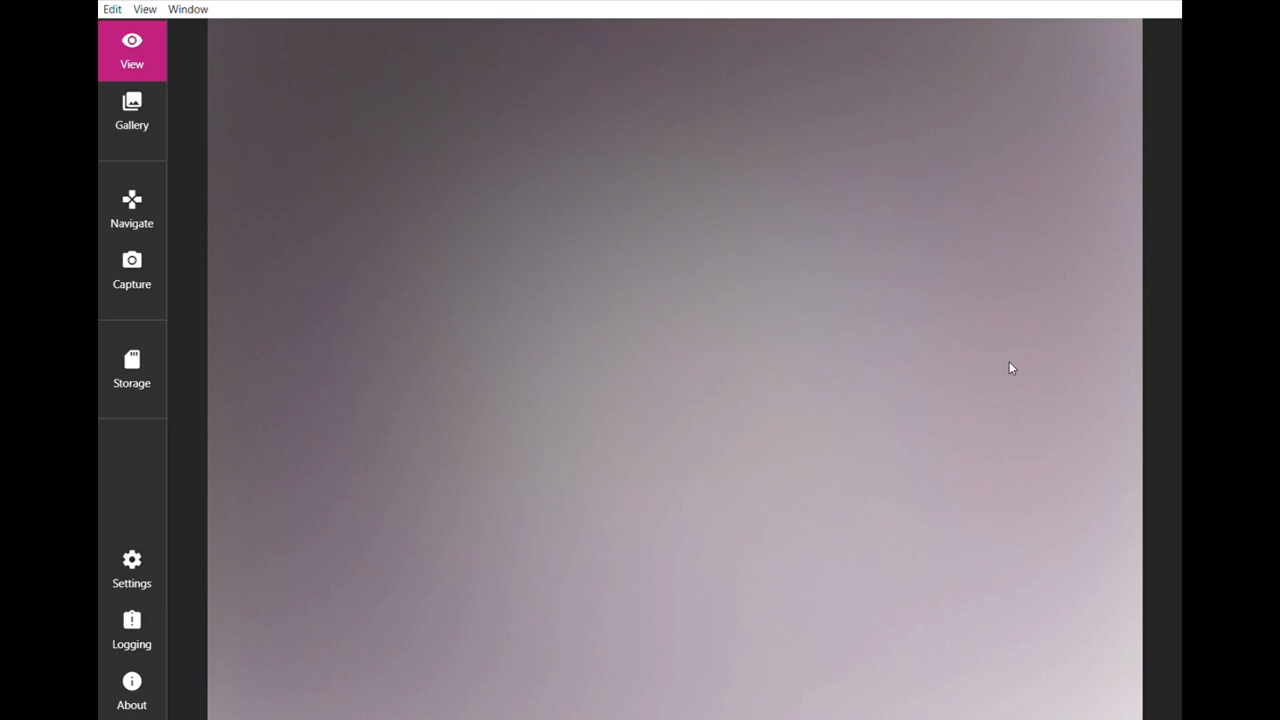 Edit View Window
View
Gallery
Navigate
Capture
Storage
Settings
Logging
About